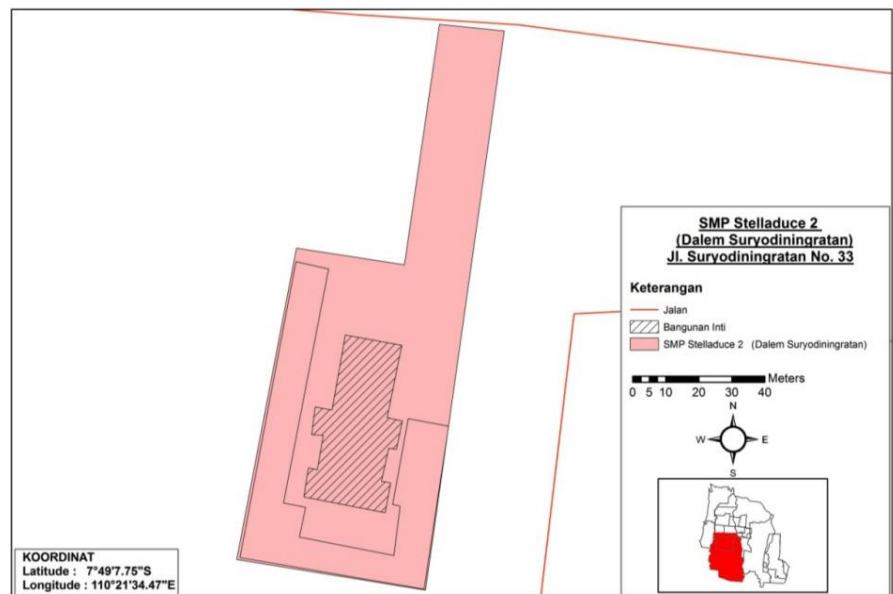 SMP Stelladuce 2
(Dalem Suryodiningratan)
Jl. Suryodiningratan No. 33
Keterangan
Jalan
Bangunan Inti
SMP Stelladuce 2 (Dalem Suryodiningratan)
Meters
0 5 10 20 30 40
N
W E
S
KOORDINAT
Latitude : 7°49'7.75"S
Longitude : 110°21'34.47"E